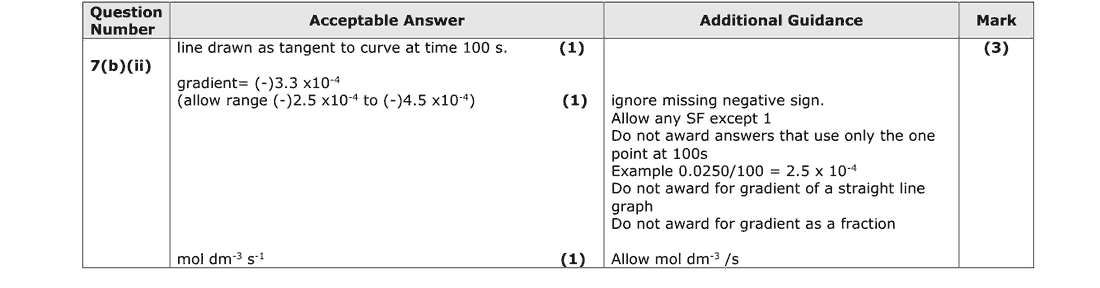 Question Number
Acceptable Answer
Additional Guidance
Mark
7(b)(ii)
line drawn as tangent to curve at time 100 s. (1)
gradient= (-)3.3 x10⁻⁴
(allow range (-)2.5 x10⁻⁴ to (-)4.5 x10⁻⁴) (1)
mol dm⁻³ s⁻¹ (1)
ignore missing negative sign.
Allow any SF except 1
Do not award answers that use only the one
point at 100s
Example 0.0250/100 = 2.5 x 10⁻⁴
Do not award for gradient of a straight line
graph
Do not award for gradient as a fraction
Allow mol dm⁻³ /s
(3)